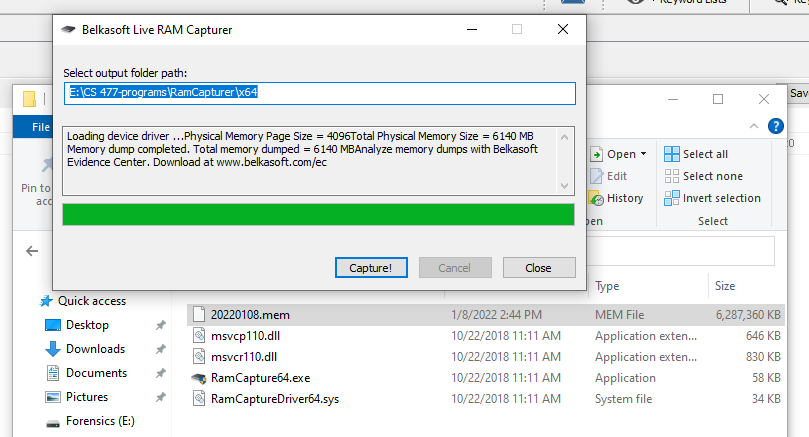 Keyword Lists
Belkasoft Live RAM Capturer
Select output folder path:
E:\CS 477-programs\RamCapturer\x64
Loading device driver ...Physical Memory Page Size = 4096Total Physical Memory Size = 6140 MB
Memory dump completed. Total memory dumped = 6140 MBAnalyze memory dumps with Belkasoft
Evidence Center. Download at www.belkasoft.com/ec
Capture! Cancel Close
Sav
File
?
Pin to
Open Select all
Edit Select none
History Invert selection
Select
Type Size
Quick access
20220108.mem 1/8/2022 2:44 PM MEM File 6,287,360 KB
Desktop
msvcp110.dll 10/22/2018 11:11 AM Application exten... 646 KB
Downloads
msvcr110.dll 10/22/2018 11:11 AM Application exten... 830 KB
Documents
RamCapture64.exe 10/22/2018 11:11 AM Application 58 KB
Pictures
RamCaptureDriver64.sys 10/22/2018 11:11 AM System file 34 KB
Forensics (E:)